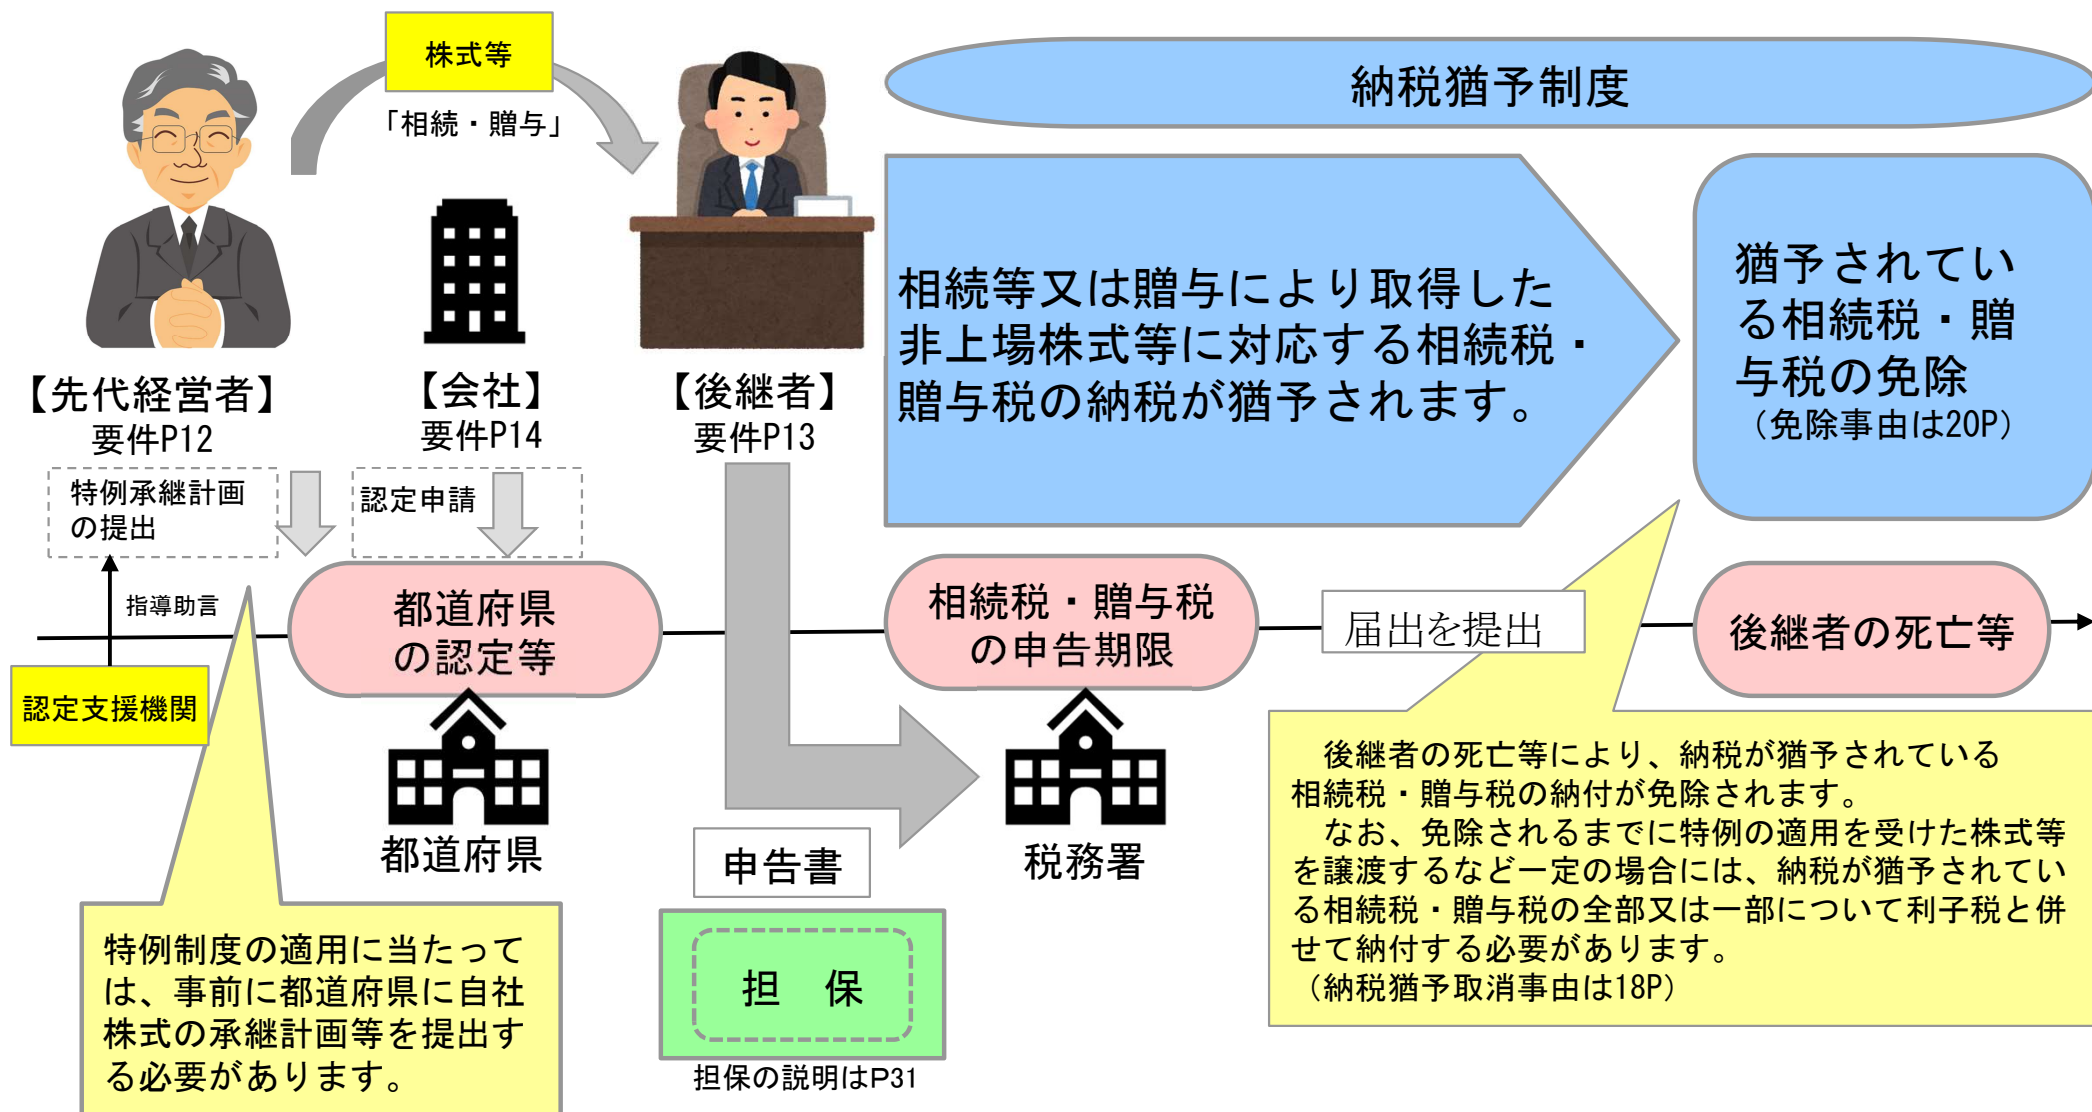 株式等
「相続・贈与」
納税猶予制度
相続等又は贈与により取得した
非上場株式等に対応する相続税・
贈与税の納税が猶予されます。
猶予されてい
る相続税・贈
与税の免除
（免除事由は20P）
【先代経営者】
要件P12
【会社】
要件P14
【後継者】
要件P13
特例承継計画
の提出
認定申請
指導助言
認定支援機関
都道府県
の認定等
相続税・贈与税
の申告期限
届出を提出
後継者の死亡等
都道府県
税務署
申告書
担　保
担保の説明はP31
特例制度の適用に当たって
は、事前に都道府県に自社
株式の承継計画等を提出す
る必要があります。
後継者の死亡等により、納税が猶予されている
相続税・贈与税の納付が免除されます。
なお、免除されるまでに特例の適用を受けた株式等
を譲渡するなど一定の場合には、納税が猶予されてい
る相続税・贈与税の全部又は一部について利子税と併
せて納付する必要があります。
（納税猶予取消事由は18P）